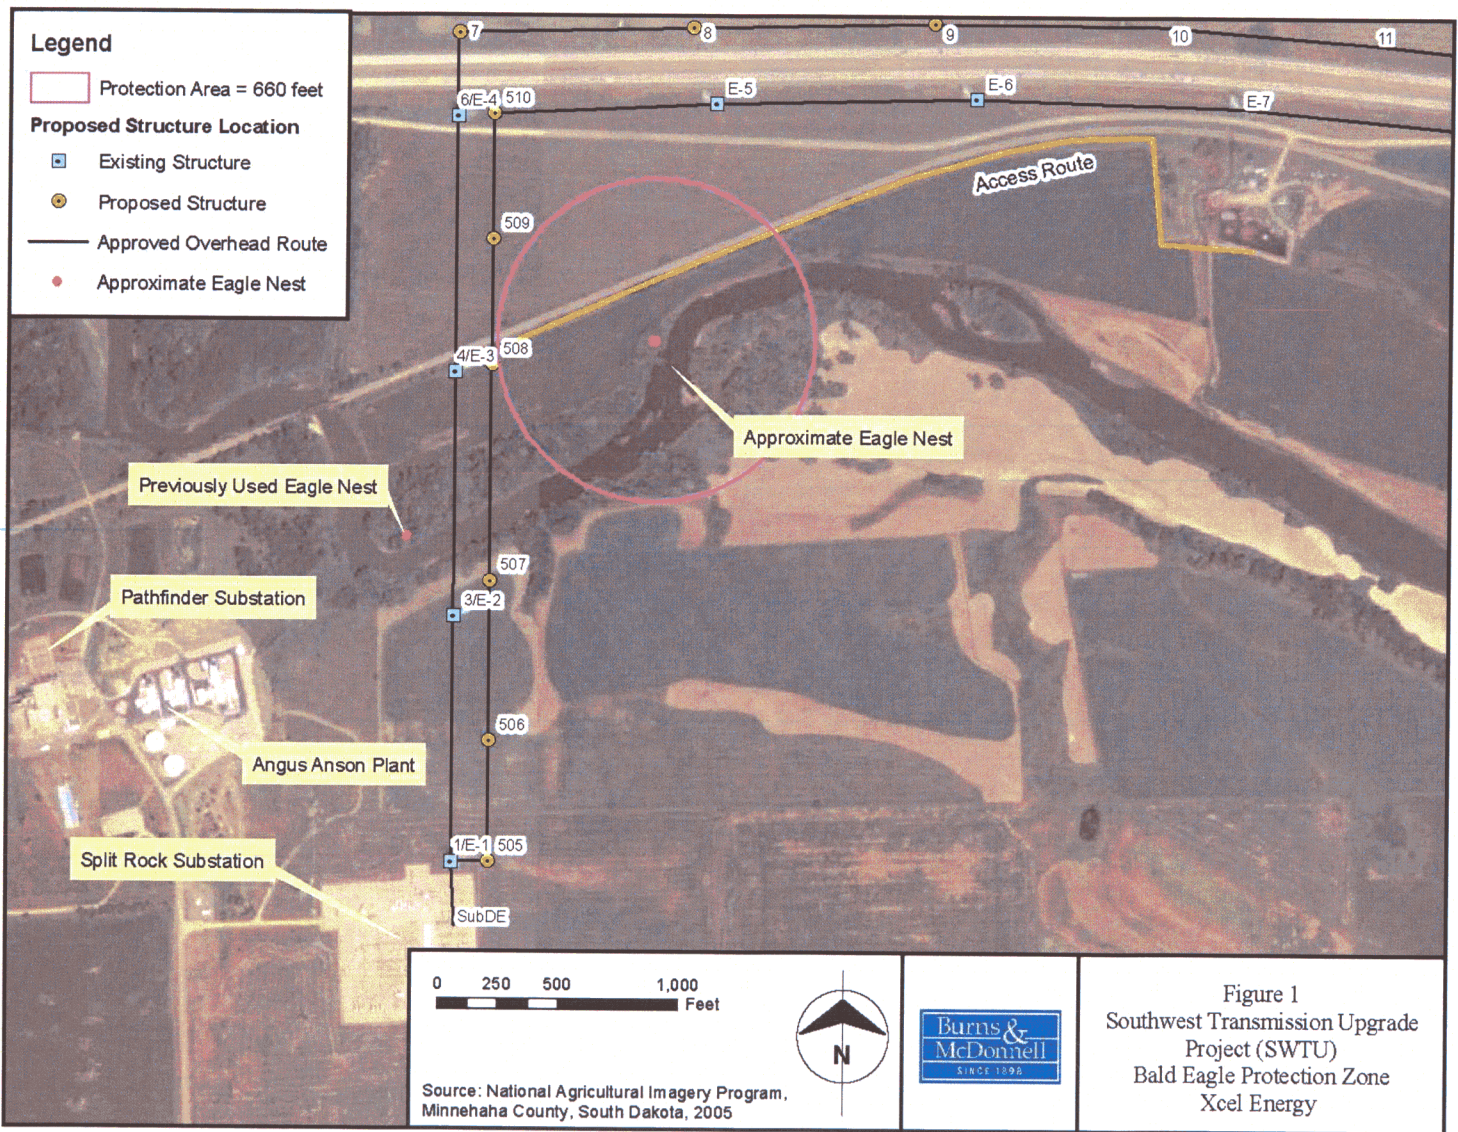 Legend
Protection Area = 660 feet
Proposed Structure Location
Existing Structure
Proposed Structure
Approved Overhead Route
Approximate Eagle Nest
7
8
9
10
11
6/E-4
510
E-5
E-6
E-7
Access Route
509
4/E-3
508
Approximate Eagle Nest
Previously Used Eagle Nest
507
3/E-2
Pathfinder Substation
506
Angus Anson Plant
1/E-1
505
Split Rock Substation
SubDE
0 250 500 1,000
Feet
N
Source: National Agricultural Imagery Program,
Minnehaha County, South Dakota, 2005
Burns &
McDonnell
SINCE 1898
Figure 1
Southwest Transmission Upgrade
Project (SWTU)
Bald Eagle Protection Zone
Xcel Energy